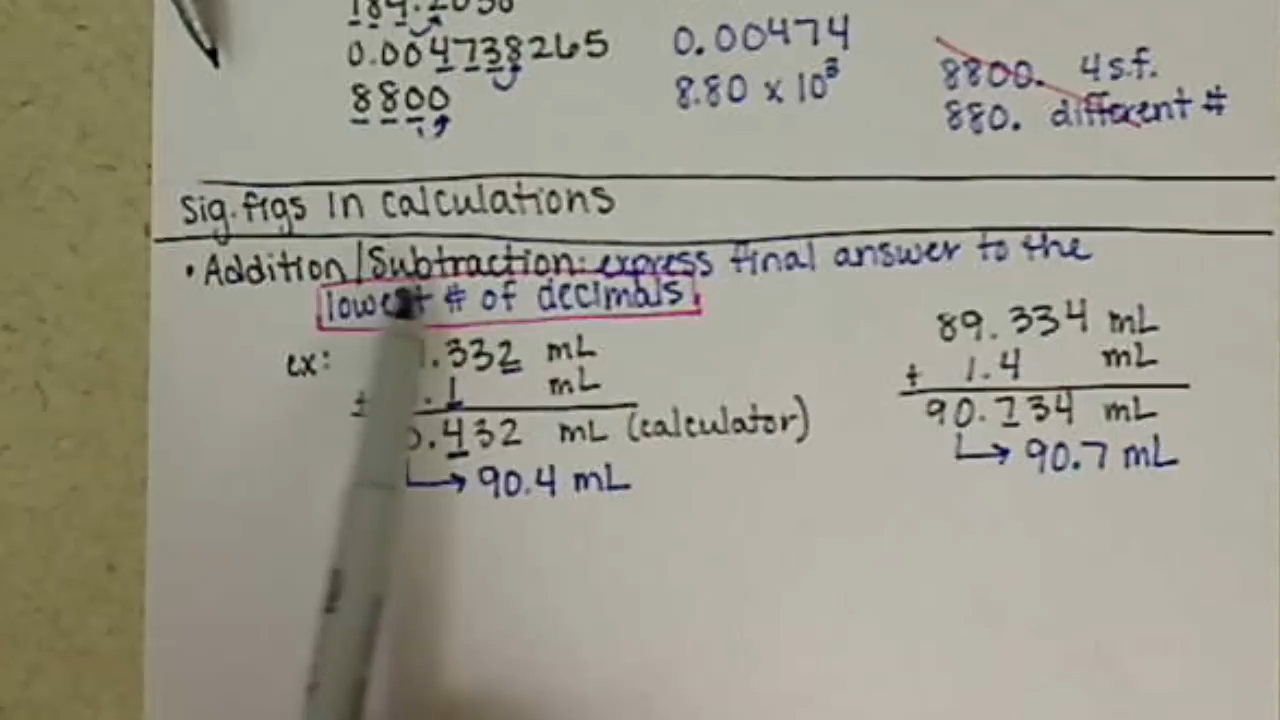 0.004738265 0.00474
8800 8.80 x 10³
8800. 4 s.f.
880. different #
Sig. figs in calculations
• Addition/Subtraction: express final answer to the
lowest # of decimals.
ex: .332 mL
+ .1 mL
.432 mL (calculator)
→ 90.4 mL
89.334 mL
+ 1.4 mL
90.734 mL
→ 90.7 mL